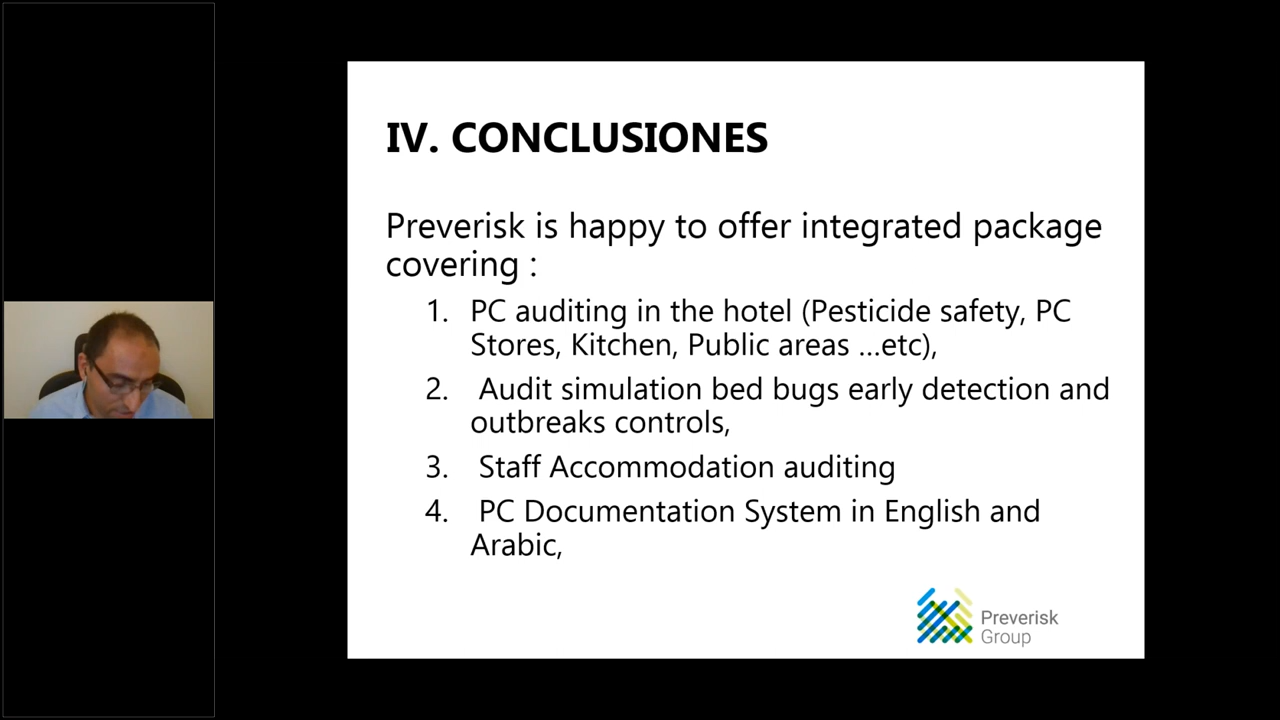 IV. CONCLUSIONES
Preverisk is happy to offer integrated package
covering :
1. PC auditing in the hotel (Pesticide safety, PC
Stores, Kitchen, Public areas ...etc),
2. Audit simulation bed bugs early detection and
outbreaks controls,
3. Staff Accommodation auditing
4. PC Documentation System in English and
Arabic,
Preverisk
Group